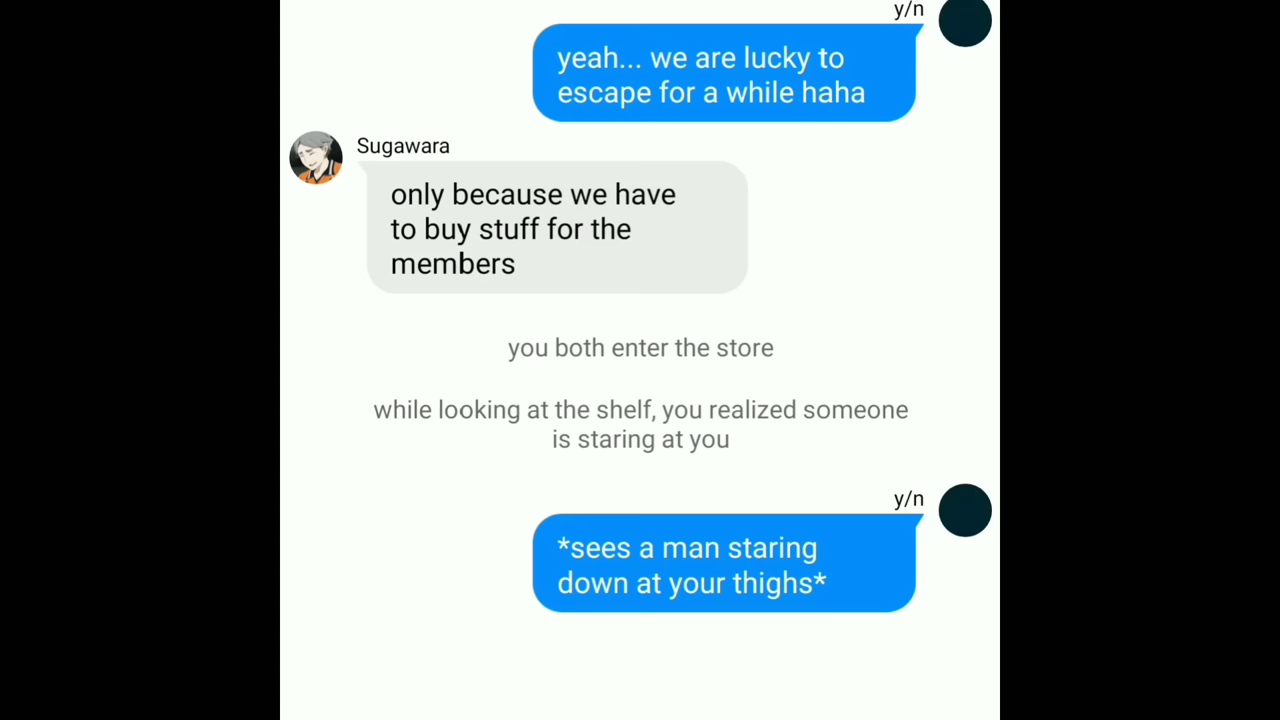 y/n
yeah... we are lucky to
escape for a while haha
Sugawara
only because we have
to buy stuff for the
members
you both enter the store
while looking at the shelf, you realized someone
is staring at you
y/n
*sees a man staring
down at your thighs*